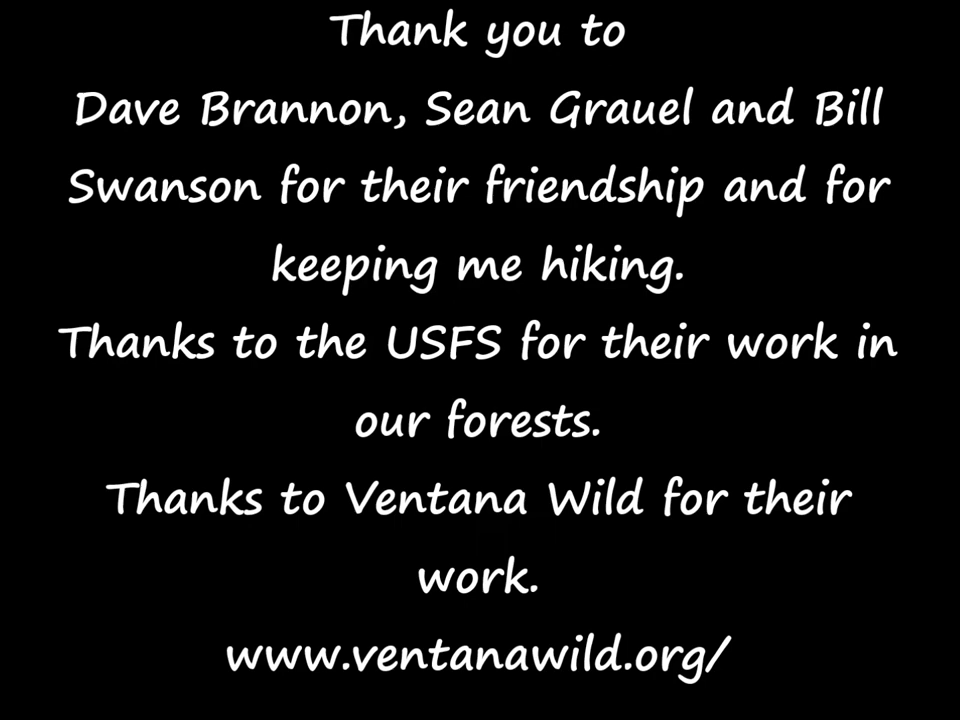 Thank you to
Dave Brannon, Sean Grauel and Bill
Swanson for their friendship and for
keeping me hiking.
Thanks to the USFS for their work in
our forests.
Thanks to Ventana Wild for their
work.
www.ventanawild.org/